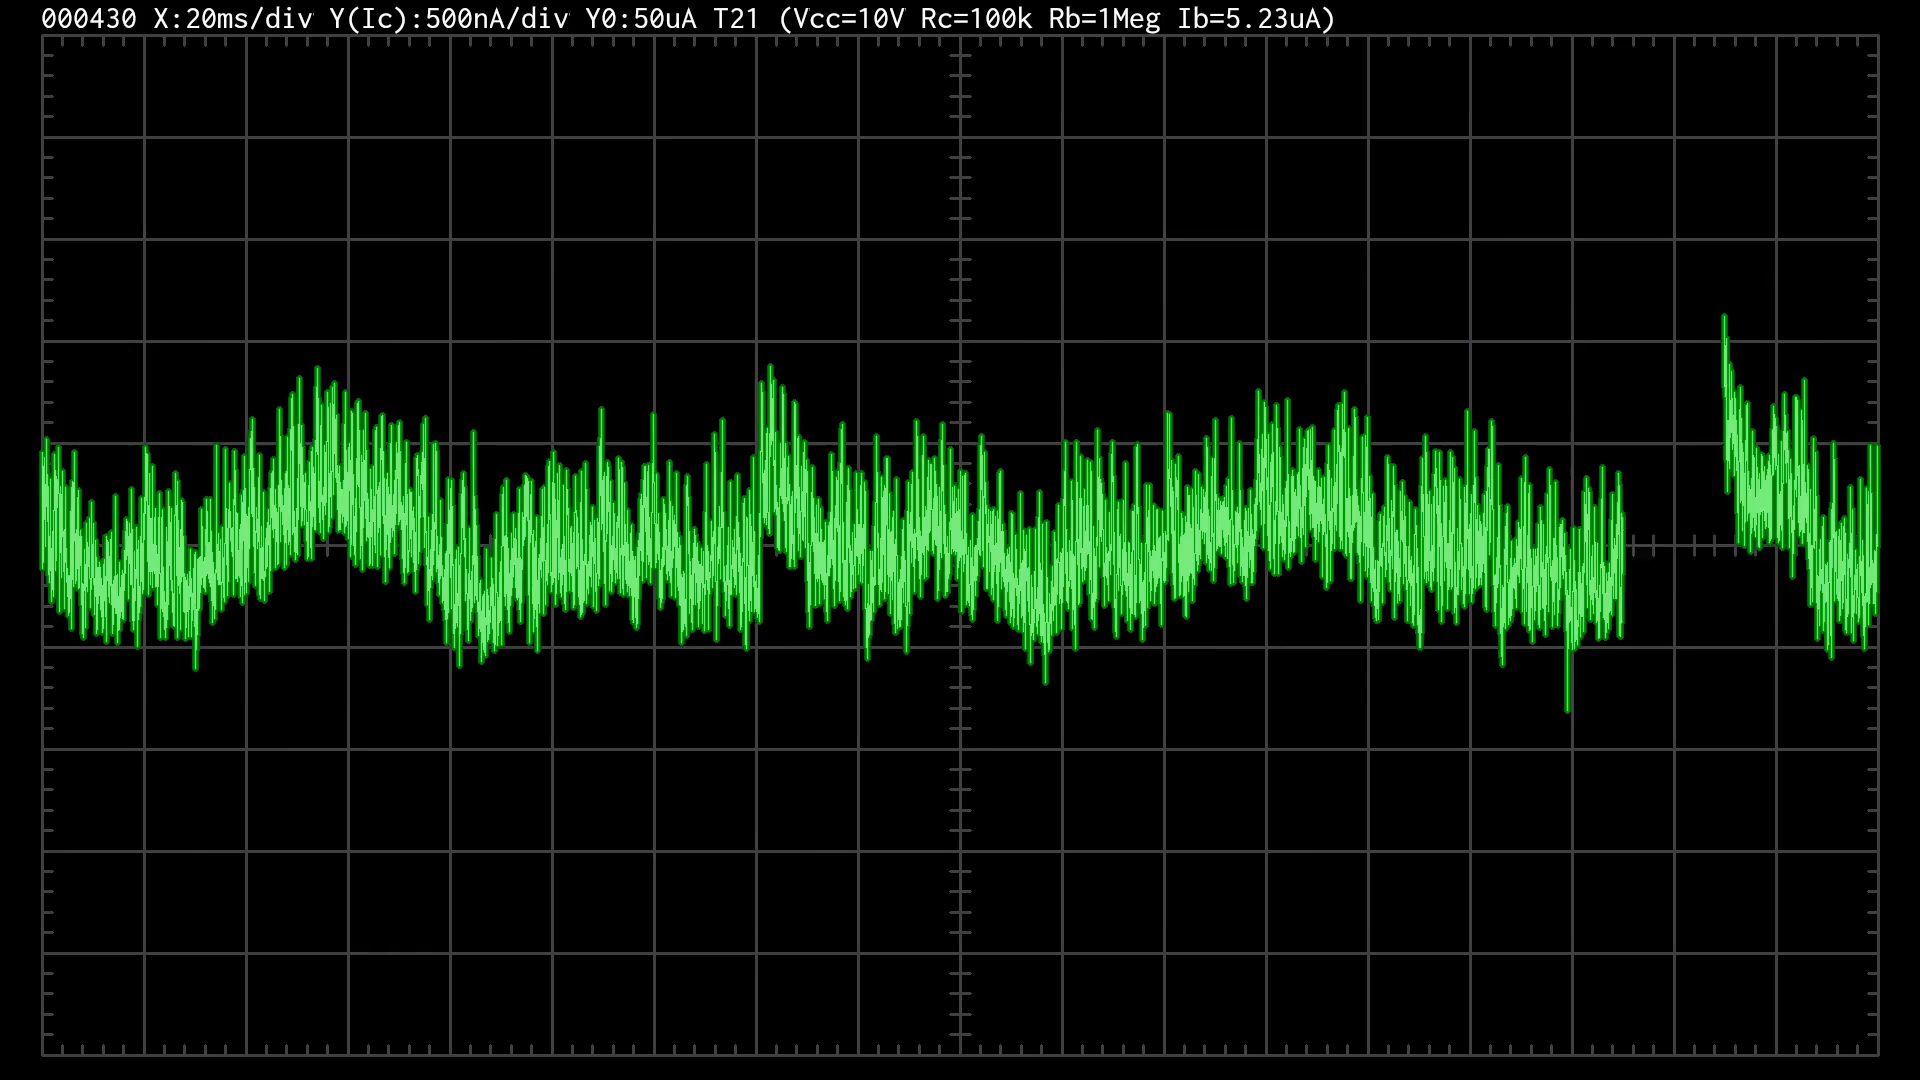 000430 X:20ms/div Y(Ic):500nA/div Y0:50uA T21 (Vcc=10V Rc=100k Rb=1Meg Ib=5.23uA)